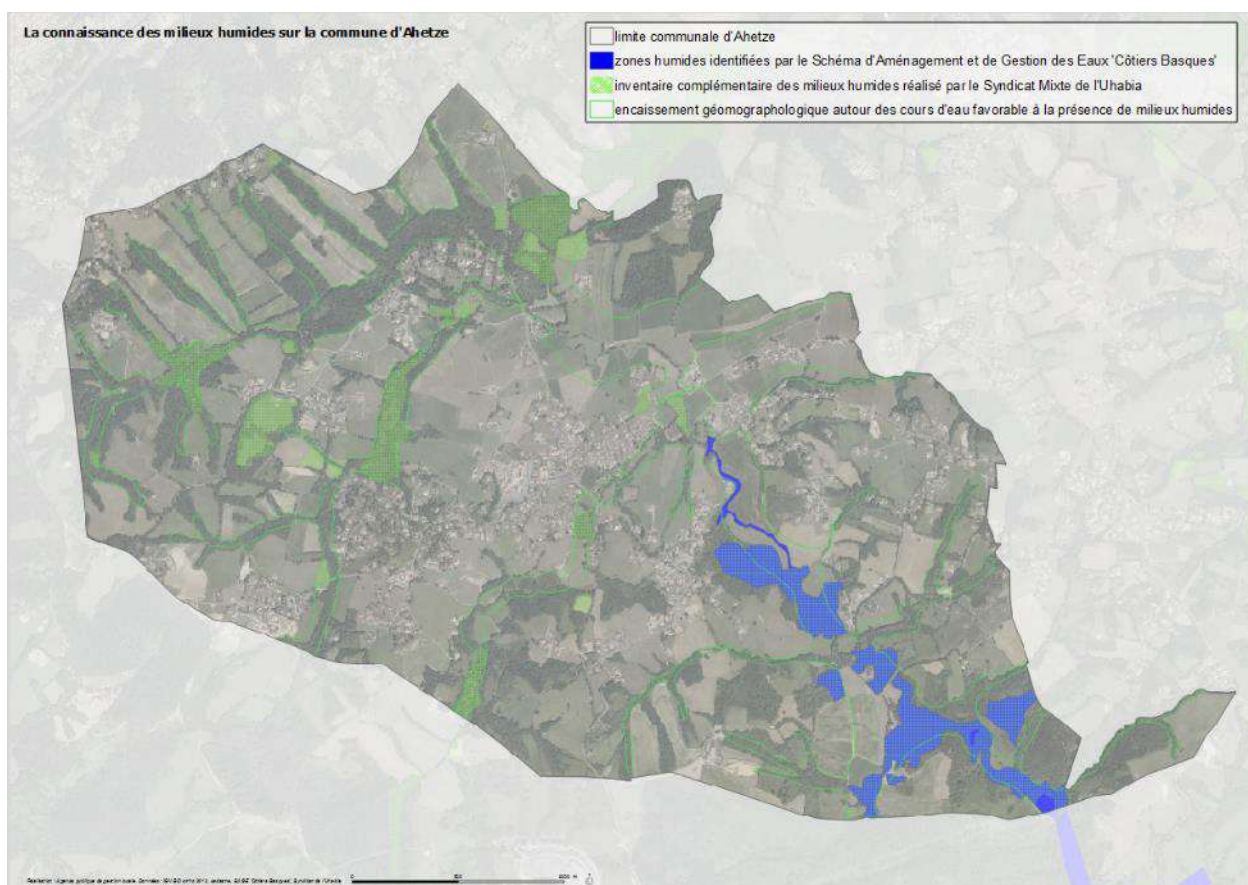 La connaissance des milieux humides sur la commune d'Ahetze
limite communale d'Ahetze
zones humides identifiées par le Schéma d'Aménagement et de Gestion des Eaux 'Côtiers Basques'
inventaire complémentaire des milieux humides réalisé par le Syndicat Mixte de l'Uhabia
encaissement géomographologique autour des cours d'eau favorable à la présence de milieux humides
0